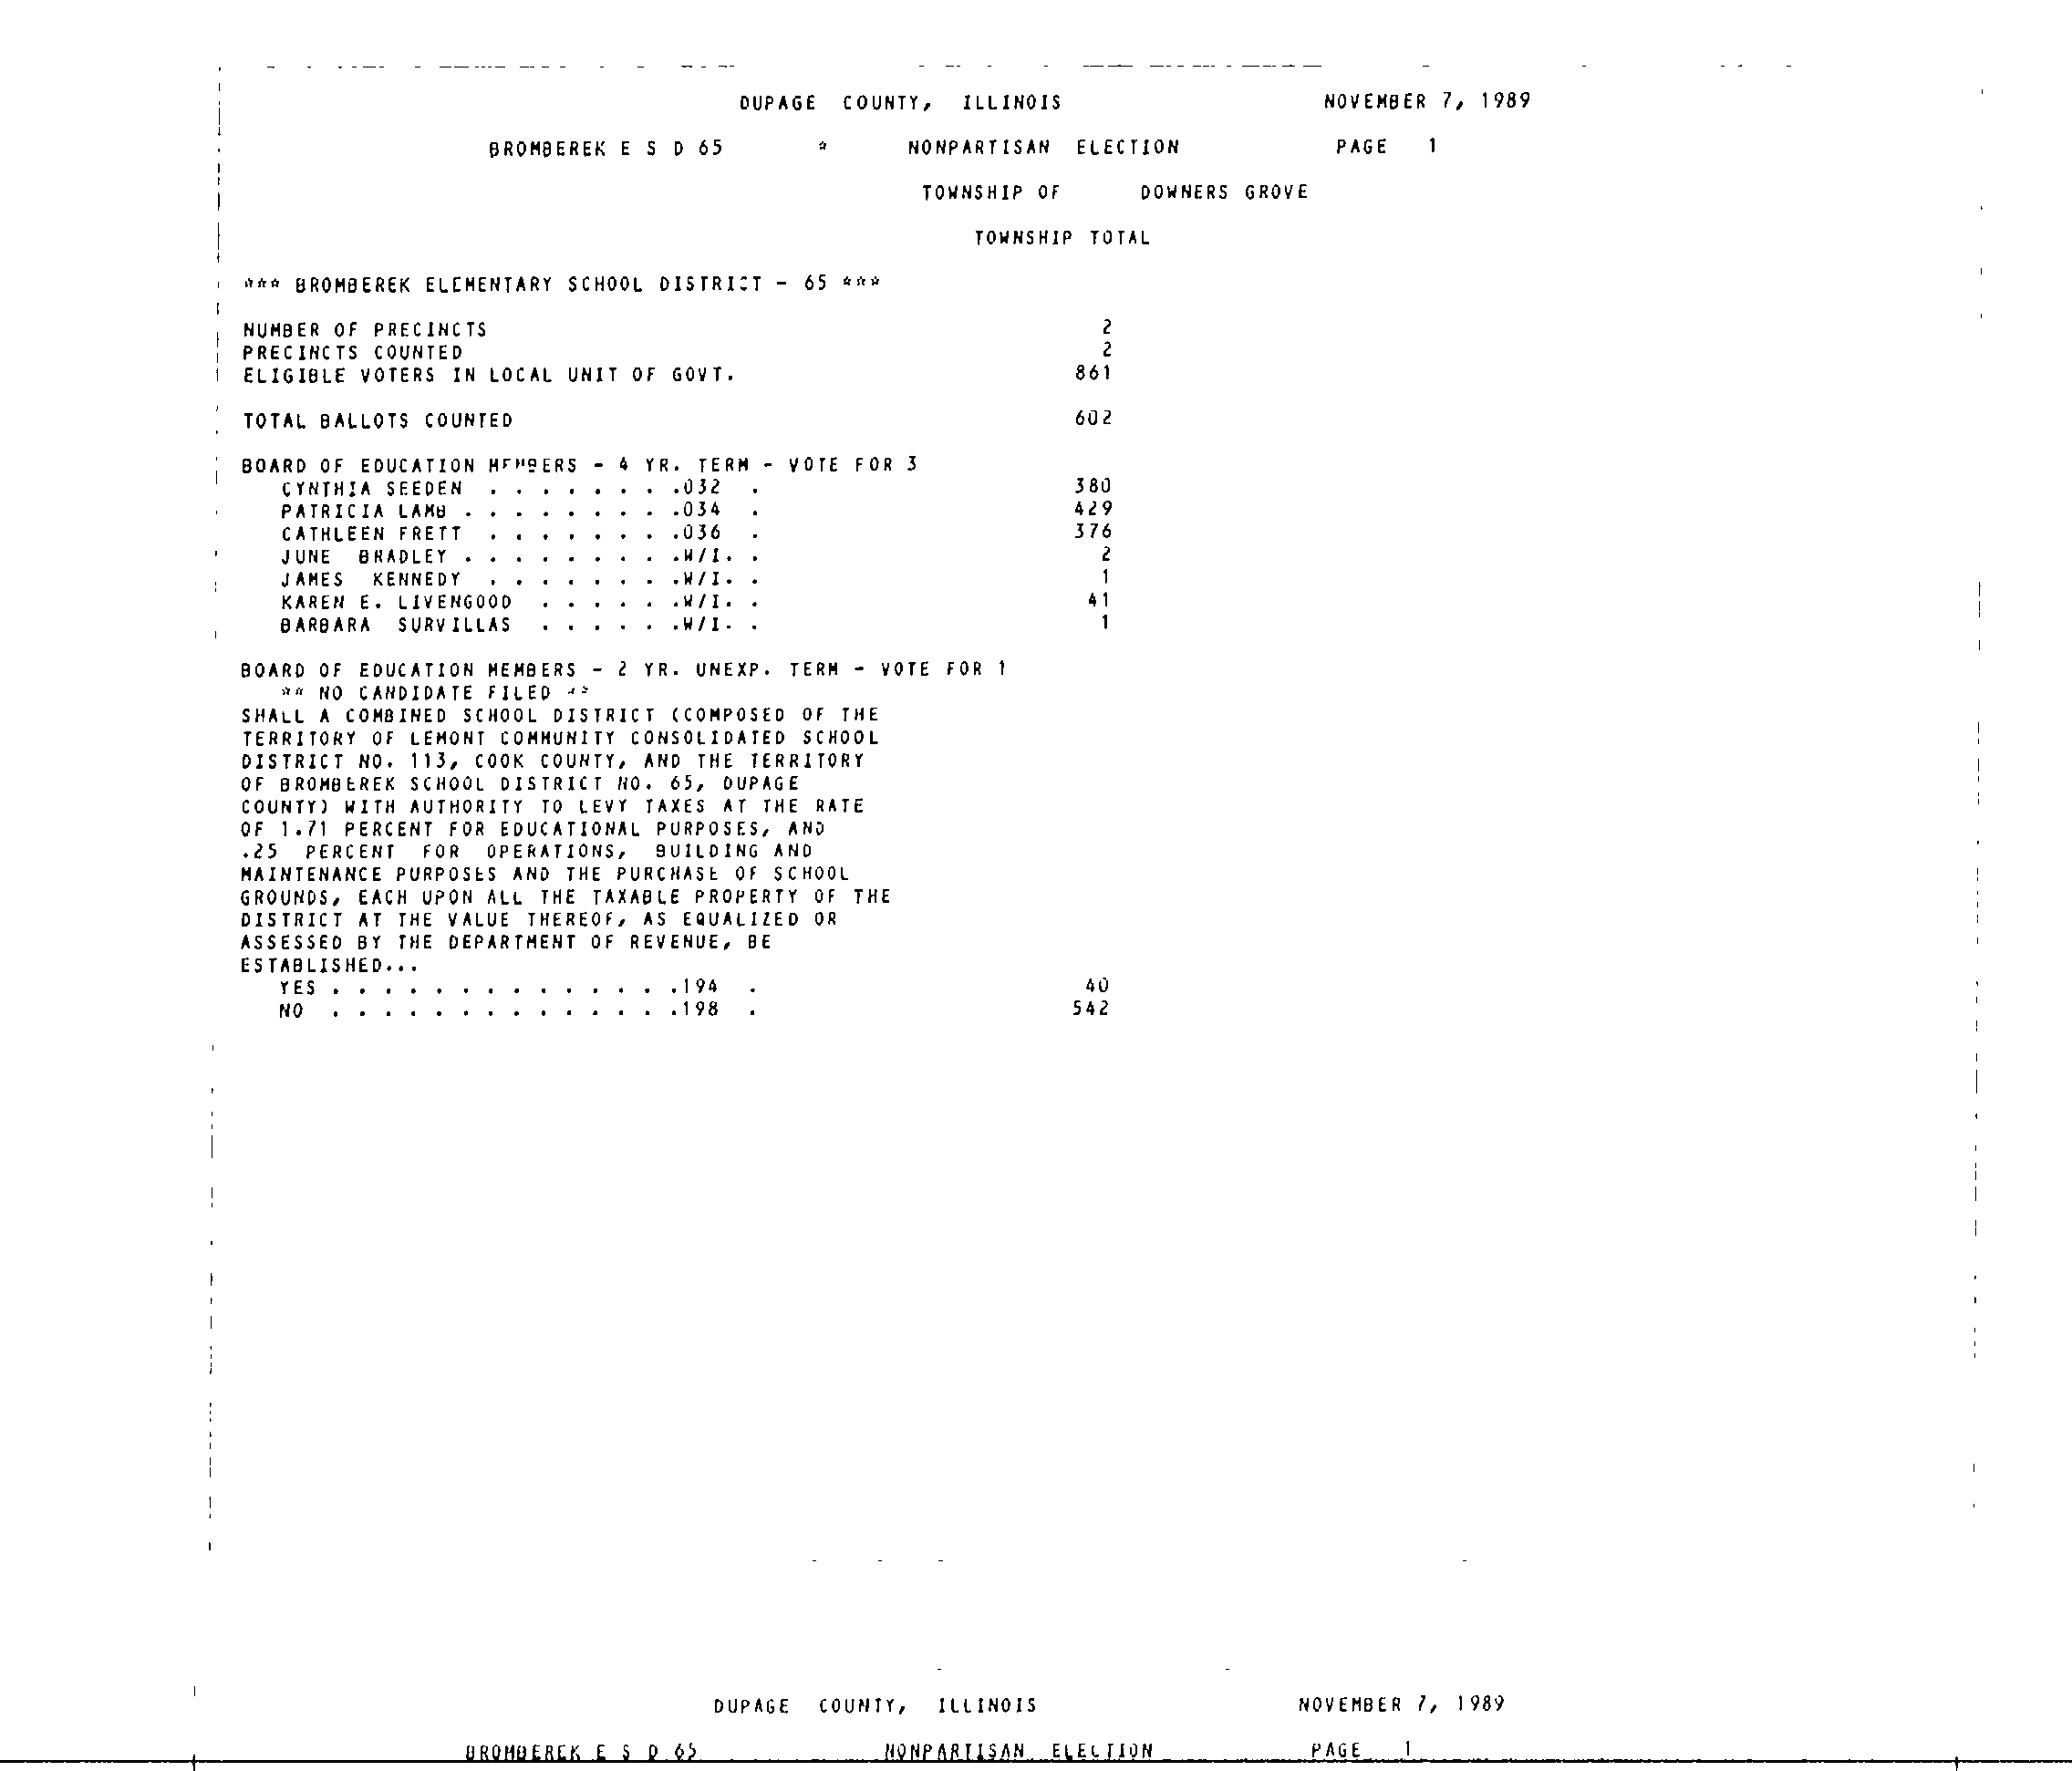 DUPAGE COUNTY, ILLINOIS NOVEMBER 7, 1989
BROMBEREK E S D 65 * NONPARTISAN ELECTION PAGE 1
TOWNSHIP OF DOWNERS GROVE
TOWNSHIP TOTAL
*** BROMBEREK ELEMENTARY SCHOOL DISTRICT - 65 ***
NUMBER OF PRECINCTS 2
PRECINCTS COUNTED 2
ELIGIBLE VOTERS IN LOCAL UNIT OF GOVT. 861
TOTAL BALLOTS COUNTED 602
BOARD OF EDUCATION MEMBERS - 4 YR. TERM - VOTE FOR 3
CYNTHIA SEEDEN . . . . . . . .032 . 380
PATRICIA LAMB . . . . . . . . .034 . 429
CATHLEEN FRETT . . . . . . . .036 . 376
JUNE BRADLEY . . . . . . . . .W/I. . 2
JAMES KENNEDY . . . . . . . .W/I. . 1
KAREN E. LIVENGOOD . . . . . .W/I. . 41
BARBARA SURVILLAS . . . . . .W/I. . 1
BOARD OF EDUCATION MEMBERS - 2 YR. UNEXP. TERM - VOTE FOR 1
** NO CANDIDATE FILED **
SHALL A COMBINED SCHOOL DISTRICT (COMPOSED OF THE
TERRITORY OF LEMONT COMMUNITY CONSOLIDATED SCHOOL
DISTRICT NO. 113, COOK COUNTY, AND THE TERRITORY
OF BROMBEREK SCHOOL DISTRICT NO. 65, DUPAGE
COUNTY) WITH AUTHORITY TO LEVY TAXES AT THE RATE
OF 1.71 PERCENT FOR EDUCATIONAL PURPOSES, AND
.25 PERCENT FOR OPERATIONS, BUILDING AND
MAINTENANCE PURPOSES AND THE PURCHASE OF SCHOOL
GROUNDS, EACH UPON ALL THE TAXABLE PROPERTY OF THE
DISTRICT AT THE VALUE THEREOF, AS EQUALIZED OR
ASSESSED BY THE DEPARTMENT OF REVENUE, BE
ESTABLISHED...
YES . . . . . . . . . . . . . .194 . 40
NO . . . . . . . . . . . . . .198 . 542
DUPAGE COUNTY, ILLINOIS NOVEMBER 7, 1989
BROMBEREK E S D 65 NONPARTISAN ELECTION PAGE 1